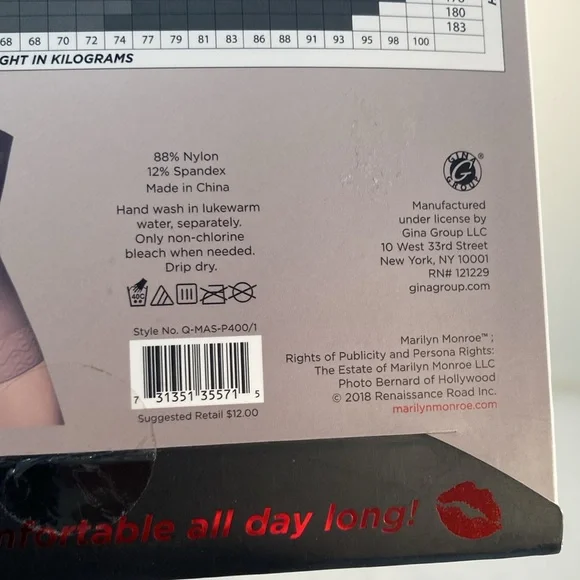 180
183
68 68 70 72 74 77 79 81 83 86 88 91 93 95 98 100
GHT IN KILOGRAMS
88% Nylon
12% Spandex
Made in China
Hand wash in lukewarm
water, separately.
Only non-chlorine
bleach when needed.
Drip dry.
40C
Style No. Q-MAS-P400/1
7 31351 35571 5
Suggested Retail $12.00
GINA GROUP ®
G
Manufactured
under license by
Gina Group LLC
10 West 33rd Street
New York, NY 10001
RN# 121229
ginagroup.com
Marilyn Monroe™;
Rights of Publicity and Persona Rights:
The Estate of Marilyn Monroe LLC
Photo Bernard of Hollywood
© 2018 Renaissance Road Inc.
marilynmonroe.com
mfortable all day long!